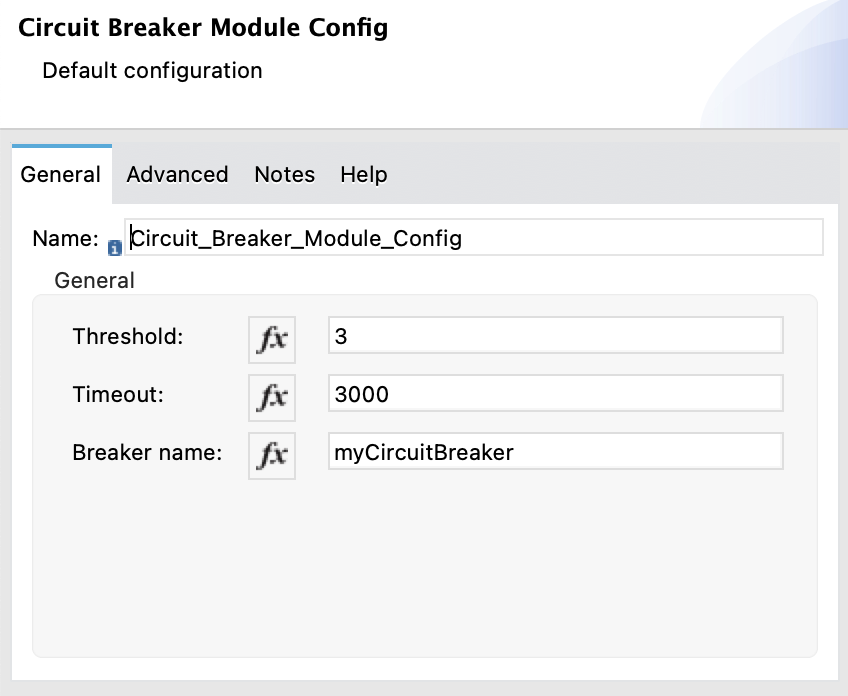 Circuit Breaker Module Config
Default configuration
General Advanced Notes Help
Name: i Circuit_Breaker_Module_Config
General
Threshold: fx 3
Timeout: fx 3000
Breaker name: fx myCircuitBreaker